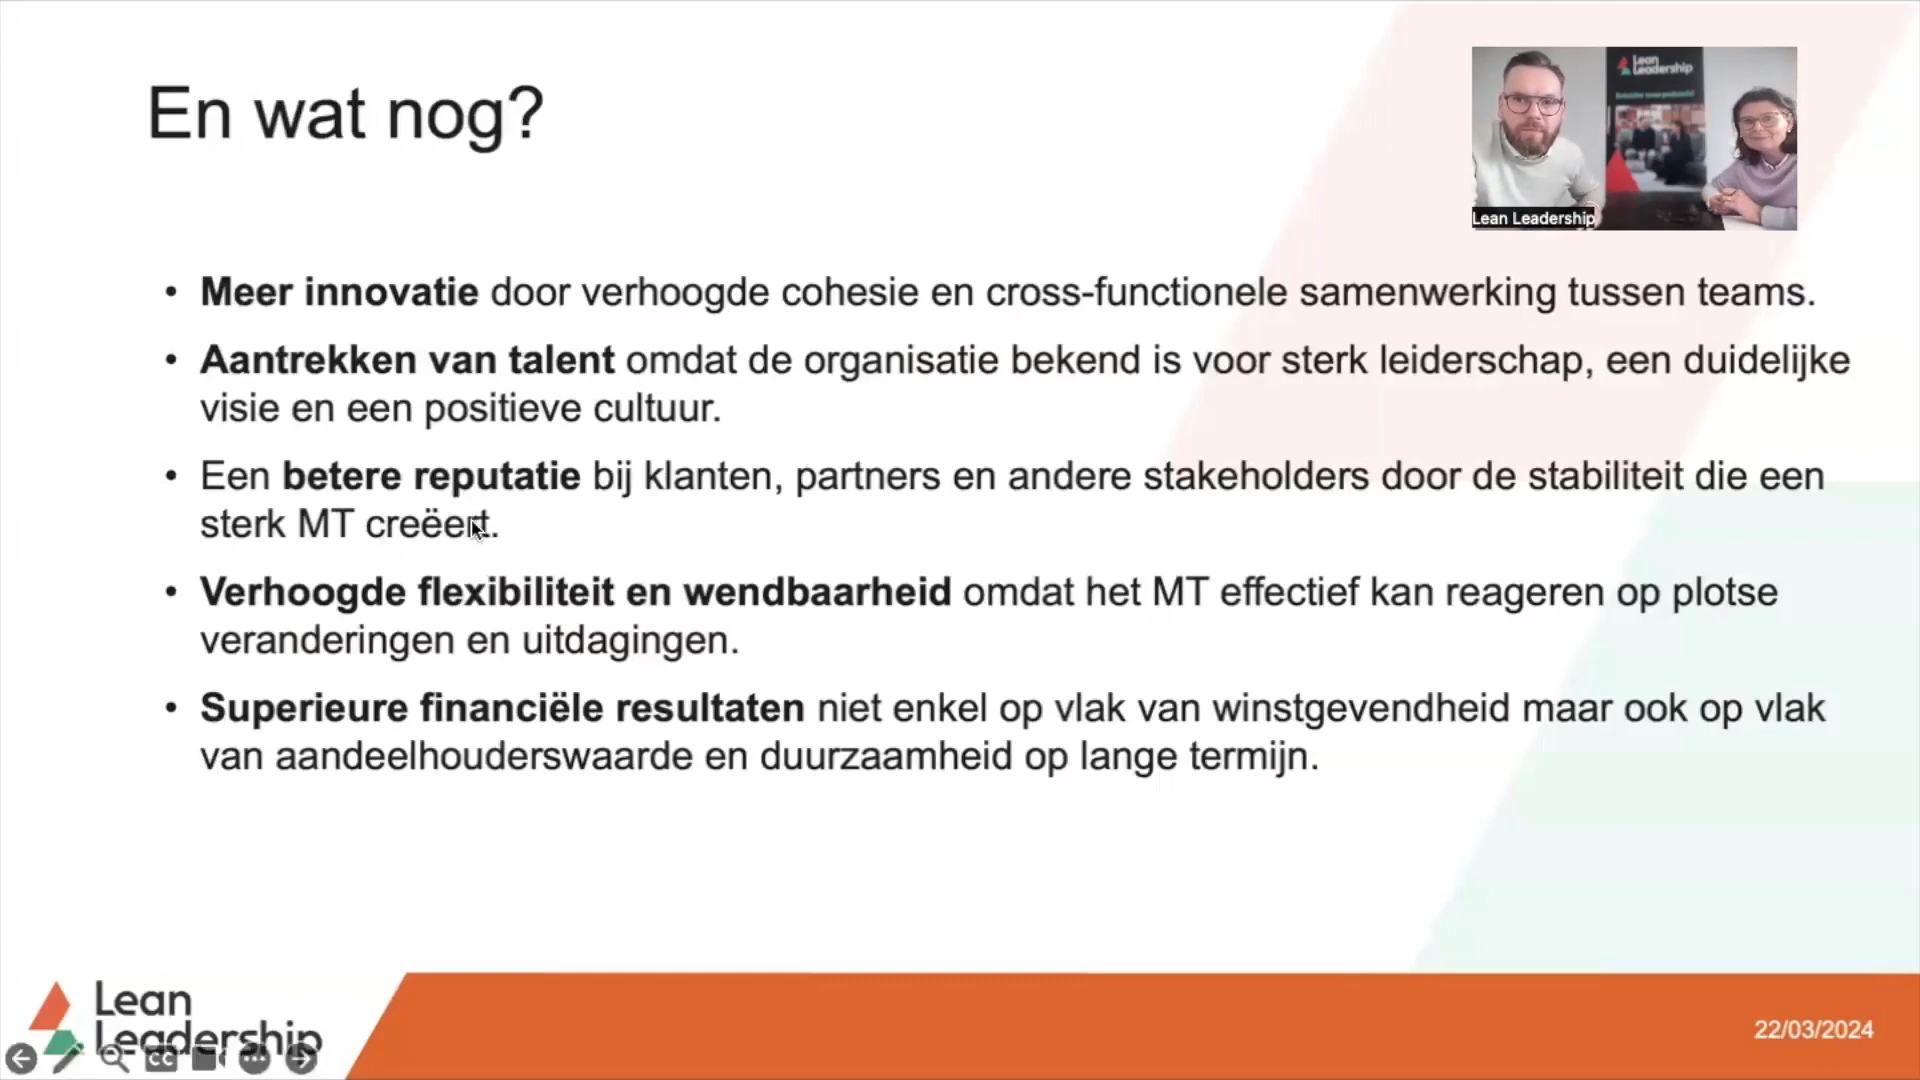 En wat nog?
Lean
Leadership
Lean Leadership
• Meer innovatie door verhoogde cohesie en cross-functionele samenwerking tussen teams.
• Aantrekken van talent omdat de organisatie bekend is voor sterk leiderschap, een duidelijke
visie en een positieve cultuur.
• Een betere reputatie bij klanten, partners en andere stakeholders door de stabiliteit die een
sterk MT creëert.
• Verhoogde flexibiliteit en wendbaarheid omdat het MT effectief kan reageren op plotse
veranderingen en uitdagingen.
• Superieure financiële resultaten niet enkel op vlak van winstgevendheid maar ook op vlak
van aandeelhouderswaarde en duurzaamheid op lange termijn.
Lean
Leadership
CC
22/03/2024